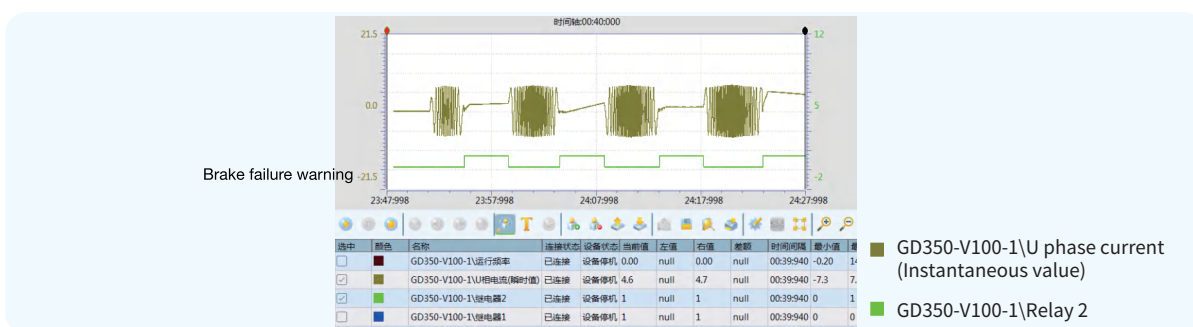 时间轴:00:40:000
21.5
12
0.0
5
Brake failure warning
-21.5
-2
23:47:998
23:57:998
24:07:998
24:17:998
24:27:998
选中 颜色 名称 连接状态 设备状态 当前值 左值 右值 差额 时间间隔 最小值
GD350-V100-1\运行频率 已连接 设备停机 0.00 null 0.00 null 00:39:940 -0.20
GD350-V100-1\U相电流(瞬时值) 已连接 设备停机 4.6 null 4.7 null 00:39:940 -7.3
GD350-V100-1\继电器2 已连接 设备停机 1 null 1 null 00:39:940 0 1
GD350-V100-1\继电器1 已连接 设备停机 1 null 1 null 00:39:940 0 0
GD350-V100-1\U phase current
(Instantaneous value)
GD350-V100-1\Relay 2